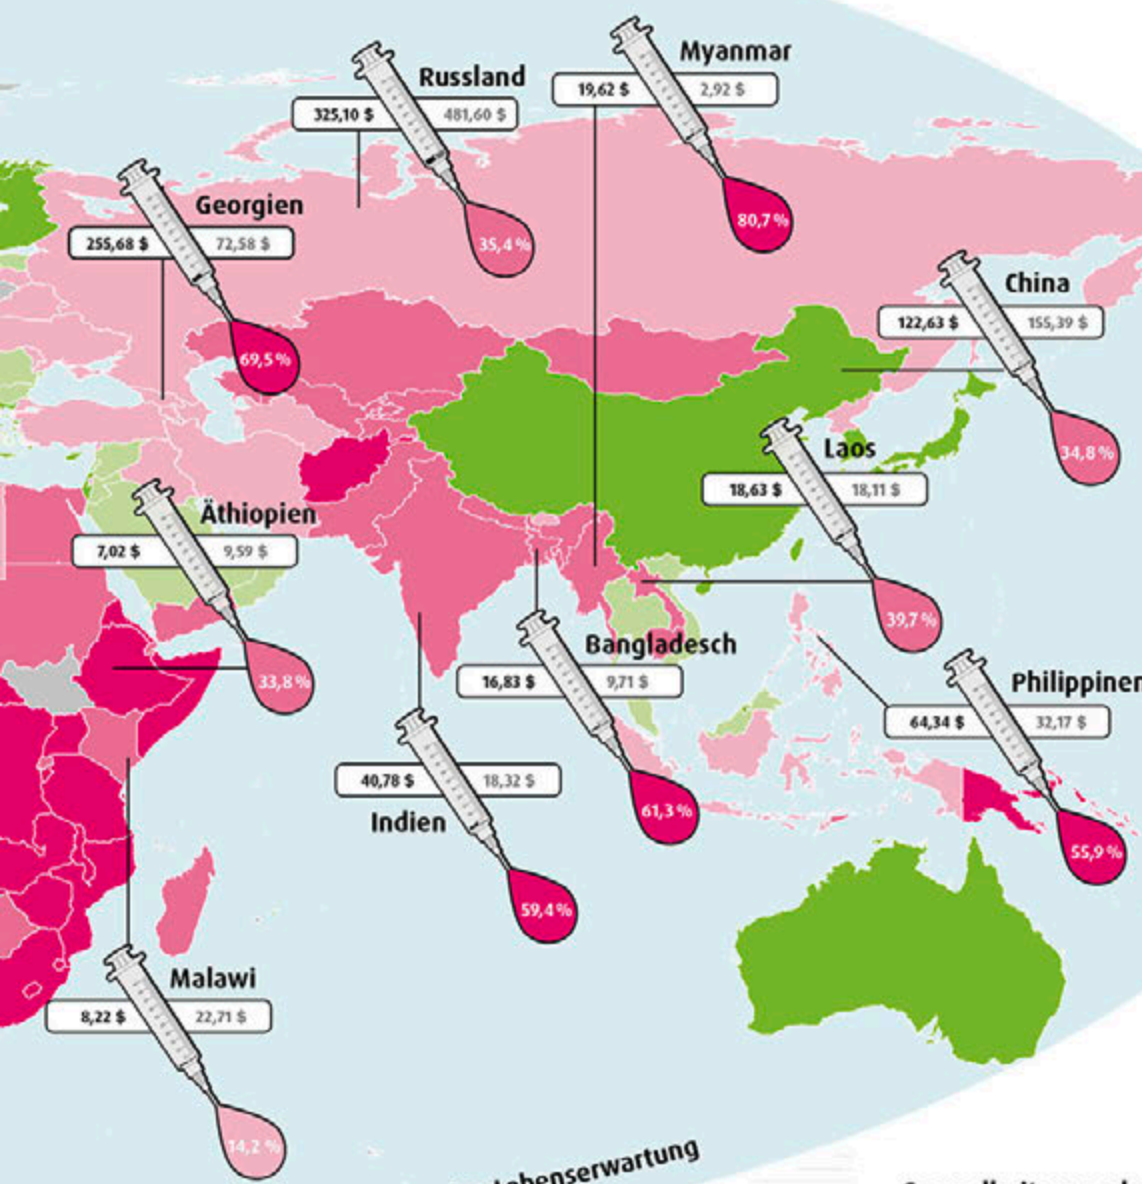 Myanmar
19,62 $ 2,92 $
80,7 %
Russland
325,10 $ 481,60 $
35,4 %
Georgien
255,68 $ 72,58 $
69,5 %
China
122,63 $ 155,39 $
34,8 %
Laos
18,63 $ 18,11 $
39,7 %
Äthiopien
7,02 $ 9,59 $
33,8 %
Bangladesch
16,83 $ 9,71 $
61,3 %
Philippinen
64,34 $ 32,17 $
55,9 %
40,78 $ 18,32 $
Indien
59,4 %
Malawi
8,22 $ 22,71 $
14,2 %
ebenserwartung